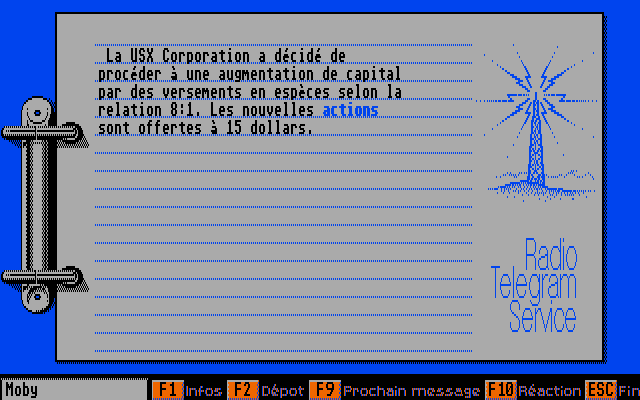 La USX Corporation a décidé de
procéder à une augmentation de capital
par des versements en espèces selon la
relation 8:1. Les nouvelles actions
sont offertes à 15 dollars.
Radio
Telegram
Service
Moby F1 Infos F2 Dépot F9 Prochain message F10 Réaction ESC Fin